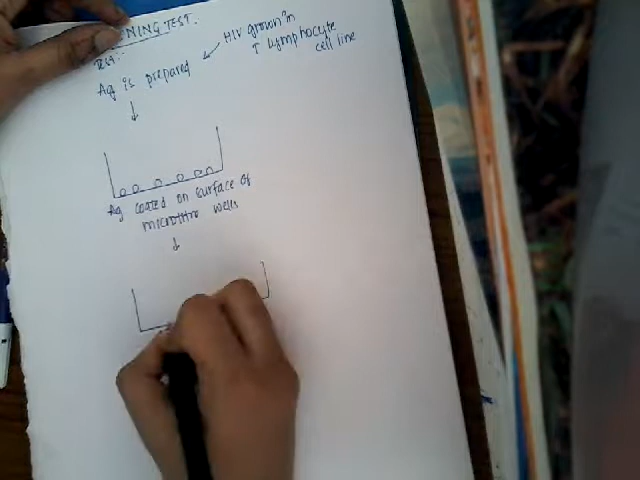 NING TEST.
Ag is prepared ← HIV grown in
T lymphocyte
cell line
Ag coated on surface of
microtitre wells